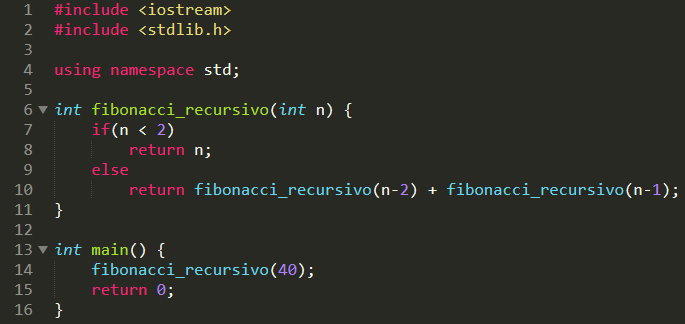 1 #include <iostream>
2 #include <stdlib.h>
3
4 using namespace std;
5
6 int fibonacci_recursivo(int n) {
7 if(n < 2)
8 return n;
9 else
10 return fibonacci_recursivo(n-2) + fibonacci_recursivo(n-1);
11 }
12
13 int main() {
14 fibonacci_recursivo(40);
15 return 0;
16 }